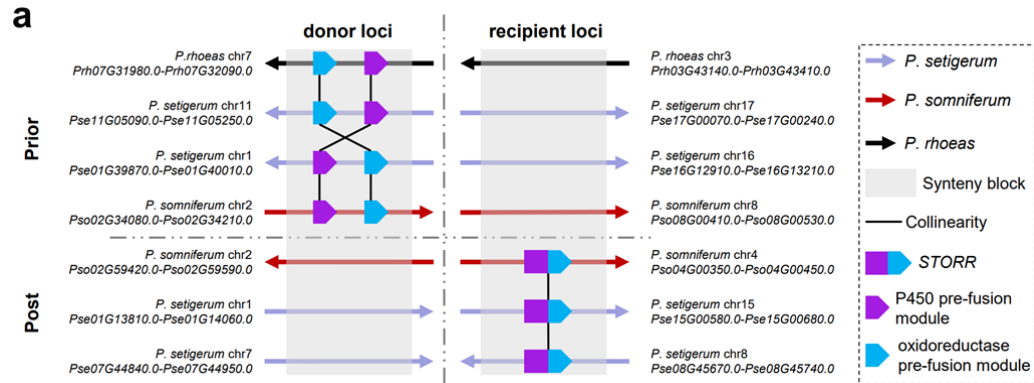 a
donor loci
recipient loci
Prior
P.rhoeas chr7
Prh07G31980.0-Prh07G32090.0
P. setigerum chr11
Pse11G05090.0-Pse11G05250.0
P. setigerum chr1
Pse01G39870.0-Pse01G40010.0
P. somniferum chr2
Pso02G34080.0-Pso02G34210.0
P. rhoeas chr3
Prh03G43140.0-Prh03G43410.0
P. setigerum chr17
Pse17G00070.0-Pse17G00240.0
P. setigerum chr16
Pse16G12910.0-Pse16G13210.0
P. somniferum chr8
Pso08G00410.0-Pso08G00530.0
Post
P. somniferum chr2
Pso02G59420.0-Pso02G59590.0
P. setigerum chr1
Pse01G13810.0-Pse01G14060.0
P. setigerum chr7
Pse07G44840.0-Pse07G44950.0
P. somniferum chr4
Pso04G00350.0-Pso04G00450.0
P. setigerum chr15
Pse15G00580.0-Pse15G00680.0
P. setigerum chr8
Pse08G45670.0-Pse08G45740.0
P. setigerum
P. somniferum
P. rhoeas
Synteny block
Collinearity
STORR
P450 pre-fusion
module
oxidoreductase
pre-fusion module